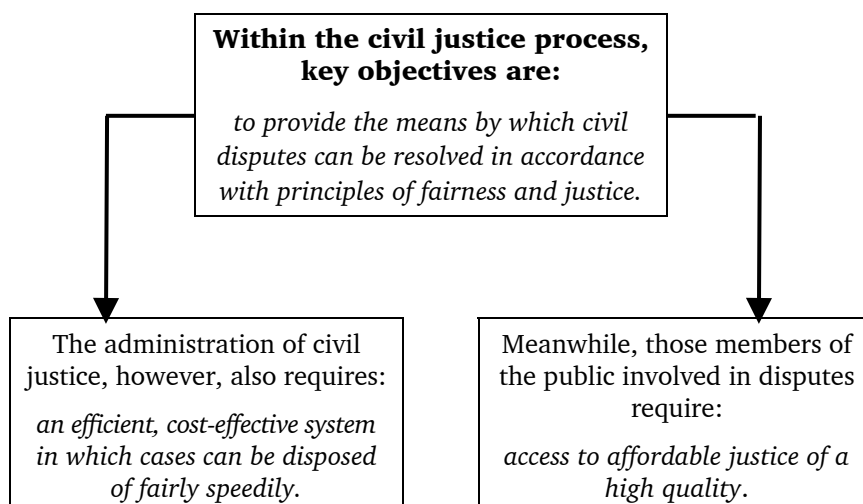 Within the civil justice process,
key objectives are:
to provide the means by which civil
disputes can be resolved in accordance
with principles of fairness and justice.
The administration of civil
justice, however, also requires:
an efficient, cost-effective system
in which cases can be disposed
of fairly speedily.
Meanwhile, those members of
the public involved in disputes
require:
access to affordable justice of a
high quality.